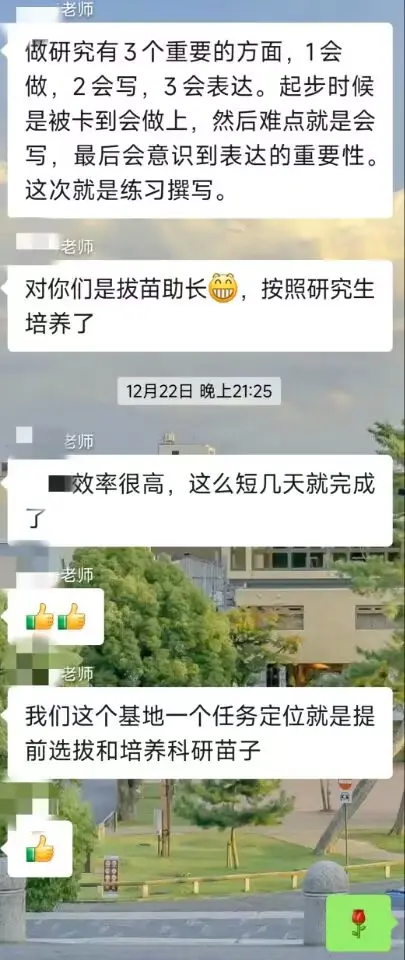 老师
做研究有3个重要的方面，1会
做，2会写，3会表达。起步时候
是被卡到会做上，然后难点就是会
写，最后会意识到表达的重要性。
这次就是练习撰写。
老师
对你们是拔苗助长😁，按照研究生
培养了
12月22日 晚上21:25
老师
效率很高，这么短几天就完成
了
老师
👍👍
老师
我们这个基地一个任务定位就是提
前选拔和培养科研苗子
👍
🌹